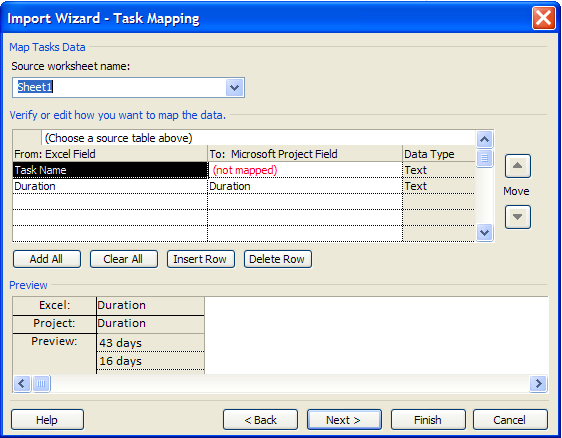 Import Wizard - Task Mapping
Map Tasks Data
Source worksheet name:
Sheet1
Verify or edit how you want to map the data.
(Choose a source table above)
From: Excel Field To: Microsoft Project Field Data Type
Task Name (not mapped) Text
Duration Duration Text
Move
Add All Clear All Insert Row Delete Row
Preview
Excel: Duration
Project: Duration
Preview: 43 days
16 days
Help < Back Next > Finish Cancel